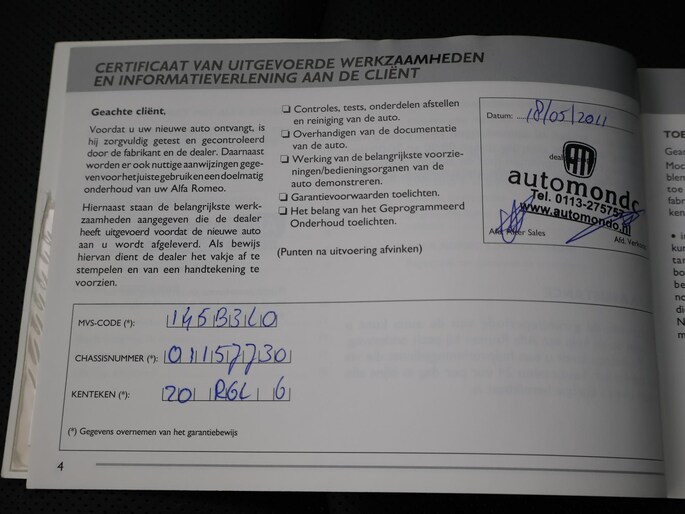 CERTIFICAAT VAN UITGEVOERDE WERKZAAMHEDEN
EN INFORMATIEVERLENING AAN DE CLIËNT
Geachte cliënt,
Voordat u uw nieuwe auto ontvangt, is
hij zorgvuldig getest en gecontroleerd
door de fabrikant en de dealer. Daarnaast
worden er ook nuttige aanwijzingen gege-
ven voor het juiste gebruik en een doelmatig
onderhoud van uw Alfa Romeo.
Hiernaast staan de belangrijkste werk-
zaamheden aangegeven die de dealer
heeft uitgevoerd voordat de nieuwe auto
aan u wordt afgeleverd. Als bewijs
hiervan dient de dealer het vakje af te
stempelen en van een handtekening te
voorzien.
❑ Controles, tests, onderdelen afstellen
en reiniging van de auto.
❑ Overhandigen van de documentatie
van de auto.
❑ Werking van de belangrijkste voorzie-
ningen/bedieningsorganen van de
auto demonstreren.
❑ Garantievoorwaarden toelichten.
❑ Het belang van het Geprogrammeerd
Onderhoud toelichten.
(Punten na uitvoering afvinken)
Datum: 18/05/2011
automondo
Tel. 0113-275757
www.automondo.nl
Sales
Afd.
MVS-CODE (*): 145B3L0
CHASSISNUMMER (*): 01157730
KENTEKEN (*): 20 RGL 6
(*) Gegevens overnemen van het garantiebewijs
4